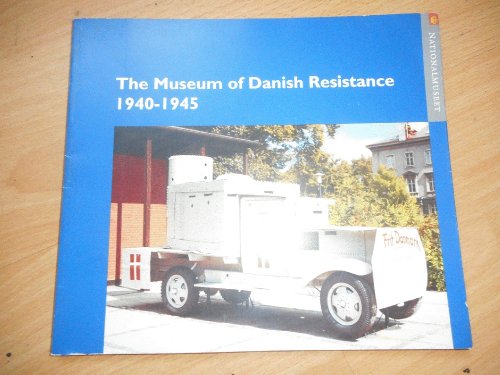 The Museum of Danish Resistance
1940-1945
NATIONALMUSEET
Frit Danmark